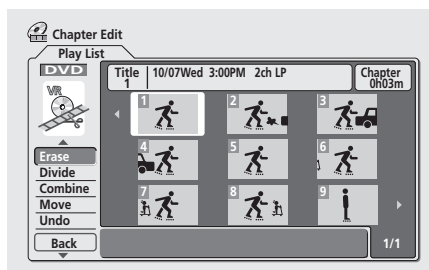 Chapter Edit
Play List
DVD
Title 1 10/07Wed 3:00PM 2ch LP
Chapter 0h03m
VR
1
2
3
Erase
4
5
6
Divide
Combine
Move
7
8
9
Undo
Back
1/1